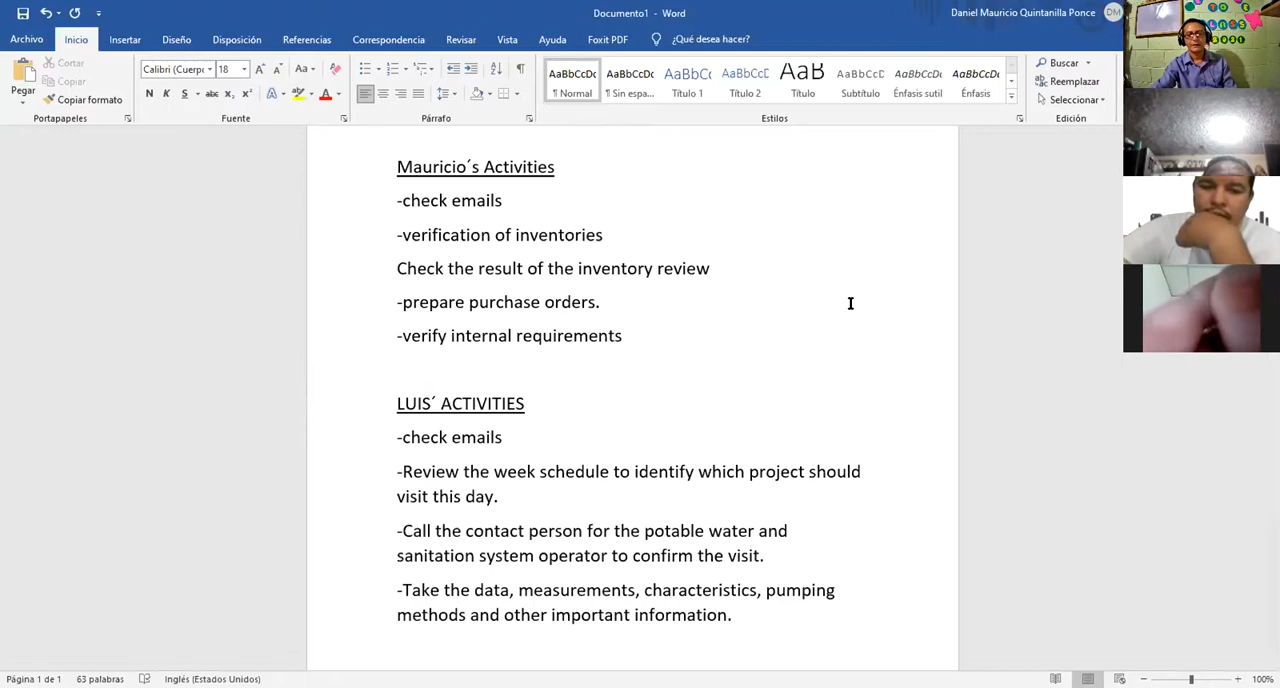 Documento1 - Word
Daniel Mauricio Quintanilla Ponce
DM
Archivo
Inicio
Insertar
Diseño
Disposición
Referencias
Correspondencia
Revisar
Vista
Ayuda
Foxit PDF
¿Qué desea hacer?
Pegar
Cortar
Copiar
Copiar formato
Portapapeles
Calibri (Cuerpo
18
Aa
N K S abc x₂ x²
Fuente
Párrafo
AaBbCcDc
¶ Normal
AaBbCcDc
¶ Sin espa...
AaBbCc
Título 1
AaBbCcD
Título 2
AaB
Título
AaBbCcD
Subtítulo
AaBbCcDc
Énfasis sutil
AaBbCcDc
Énfasis
Estilos
Buscar
Reemplazar
Seleccionar
Edición
Mauricio´s Activities
-check emails
-verification of inventories
Check the result of the inventory review
-prepare purchase orders.
-verify internal requirements
LUIS´ ACTIVITIES
-check emails
-Review the week schedule to identify which project should
visit this day.
-Call the contact person for the potable water and
sanitation system operator to confirm the visit.
-Take the data, measurements, characteristics, pumping
methods and other important information.
Página 1 de 1
63 palabras
Inglés (Estados Unidos)
100%